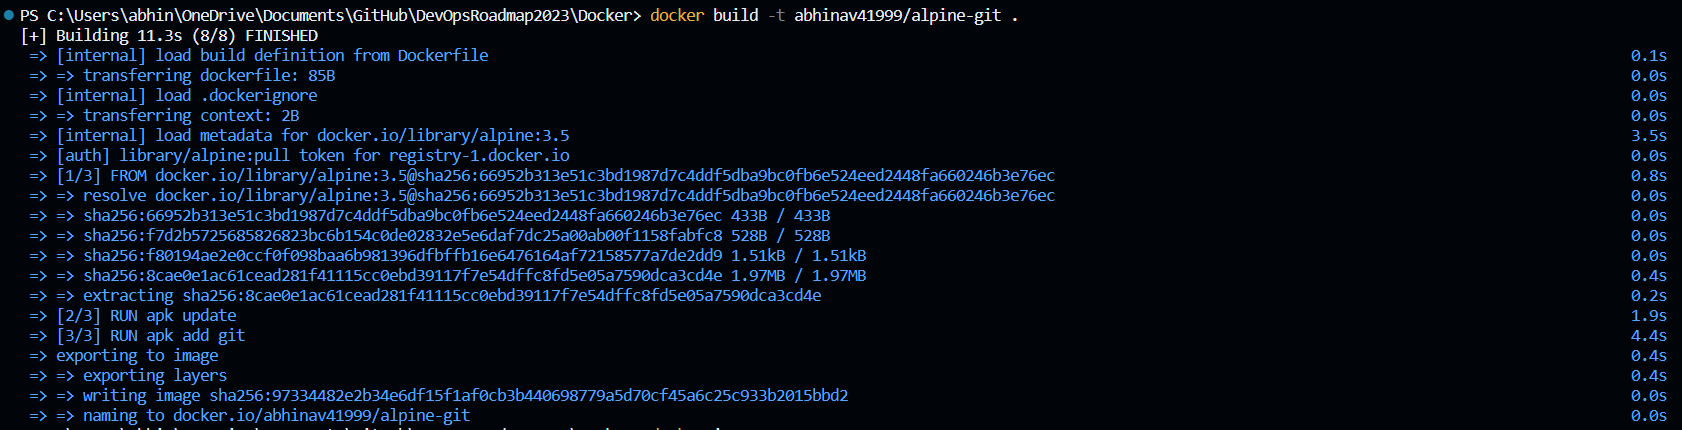 PS C:\Users\abhin\OneDrive\Documents\GitHub\DevOpsRoadmap2023\Docker> docker build -t abhinav41999/alpine-git .
[+] Building 11.3s (8/8) FINISHED
=> [internal] load build definition from Dockerfile 0.1s
=> => transferring dockerfile: 85B 0.0s
=> [internal] load .dockerignore 0.0s
=> => transferring context: 2B 0.0s
=> [internal] load metadata for docker.io/library/alpine:3.5 3.5s
=> [auth] library/alpine:pull token for registry-1.docker.io 0.0s
=> [1/3] FROM docker.io/library/alpine:3.5@sha256:66952b313e51c3bd1987d7c4ddf5dba9bc0fb6e524eed2448fa660246b3e76ec 0.8s
=> => resolve docker.io/library/alpine:3.5@sha256:66952b313e51c3bd1987d7c4ddf5dba9bc0fb6e524eed2448fa660246b3e76ec 0.0s
=> => sha256:66952b313e51c3bd1987d7c4ddf5dba9bc0fb6e524eed2448fa660246b3e76ec 433B / 433B 0.0s
=> => sha256:f7d2b5725685826823bc6b154c0de02832e5e6daf7dc25a00ab00f1158fabfc8 528B / 528B 0.0s
=> => sha256:f80194ae2e0ccf0f098baa6b981396dfbffb16e6476164af72158577a7de2dd9 1.51kB / 1.51kB 0.0s
=> => sha256:8cae0e1ac61cead281f41115cc0ebd39117f7e54dffc8fd5e05a7590dca3cd4e 1.97MB / 1.97MB 0.4s
=> => extracting sha256:8cae0e1ac61cead281f41115cc0ebd39117f7e54dffc8fd5e05a7590dca3cd4e 0.2s
=> [2/3] RUN apk update 1.9s
=> [3/3] RUN apk add git 4.4s
=> exporting to image 0.4s
=> => exporting layers 0.4s
=> => writing image sha256:97334482e2b34e6df15f1af0cb3b440698779a5d70cf45a6c25c933b2015bbd2 0.0s
=> => naming to docker.io/abhinav41999/alpine-git 0.0s